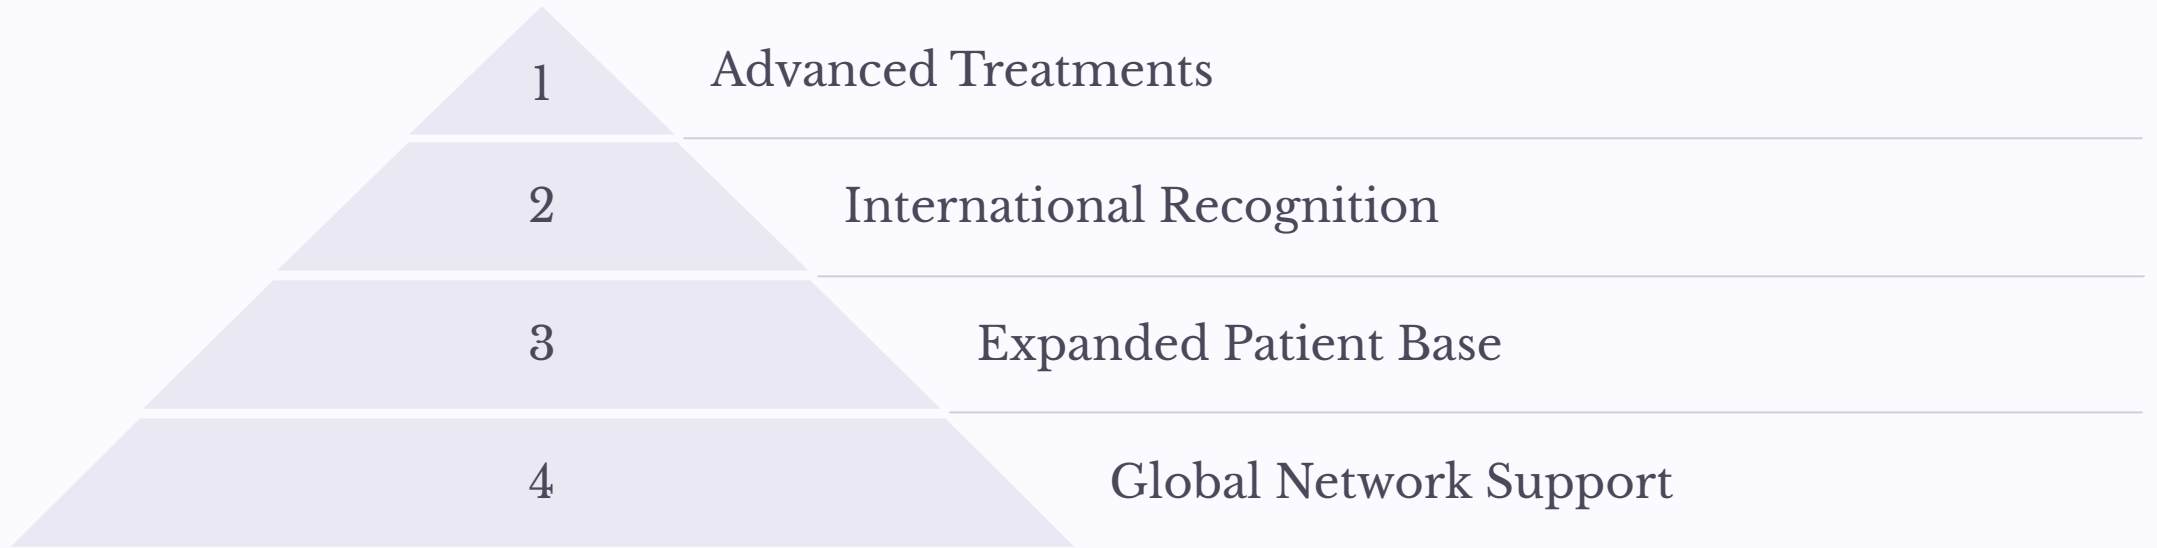 1
Advanced Treatments
2
International Recognition
3
Expanded Patient Base
4
Global Network Support